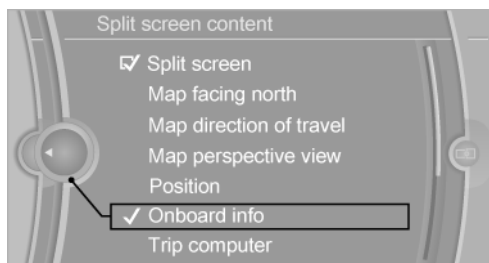 Split screen content
Split screen
Map facing north
Map direction of travel
Map perspective view
Position
Onboard info
Trip computer